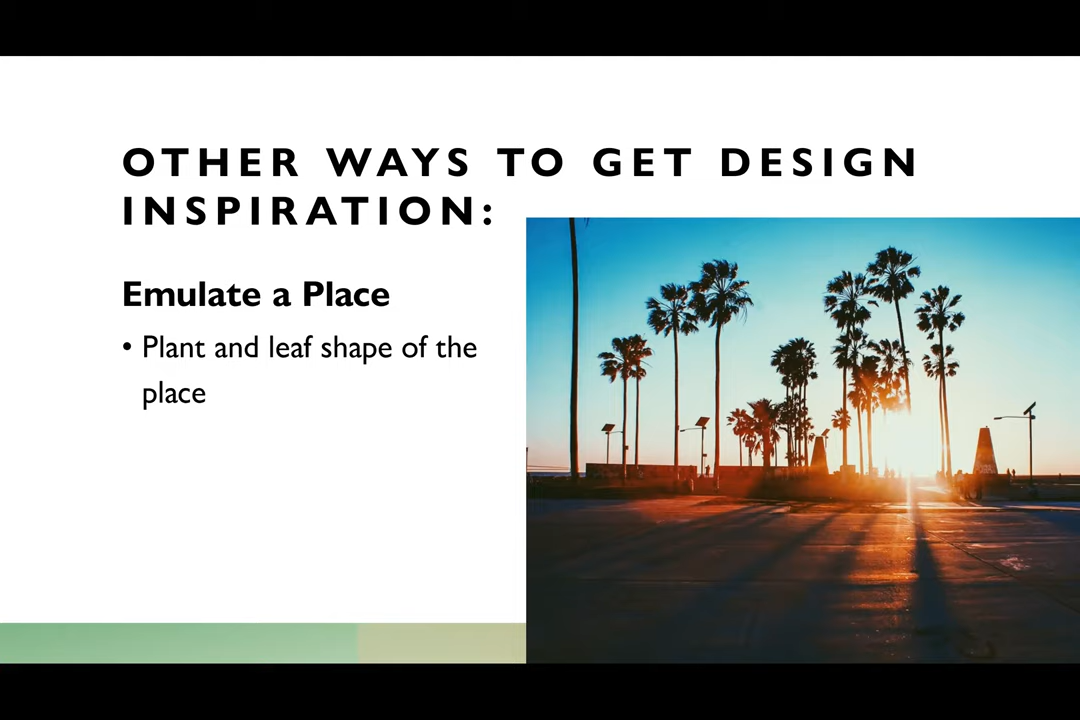 OTHER WAYS TO GET DESIGN
INSPIRATION:
Emulate a Place
• Plant and leaf shape of the
place